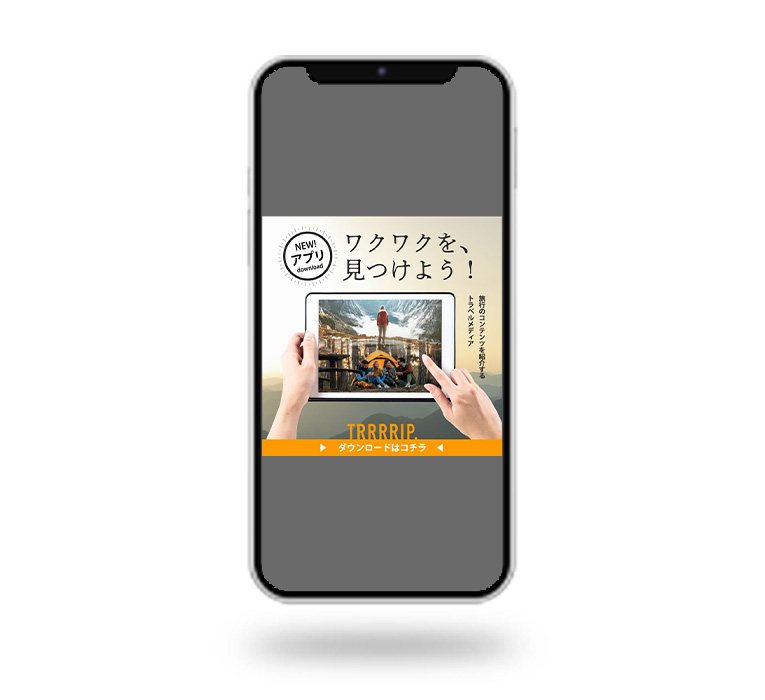 NEW!
アプリ
download
ワクワクを、
見つけよう！
旅行のコンテンツを紹介する
トラベルメディア
TRRRRIP.
ダウンロードはコチラ